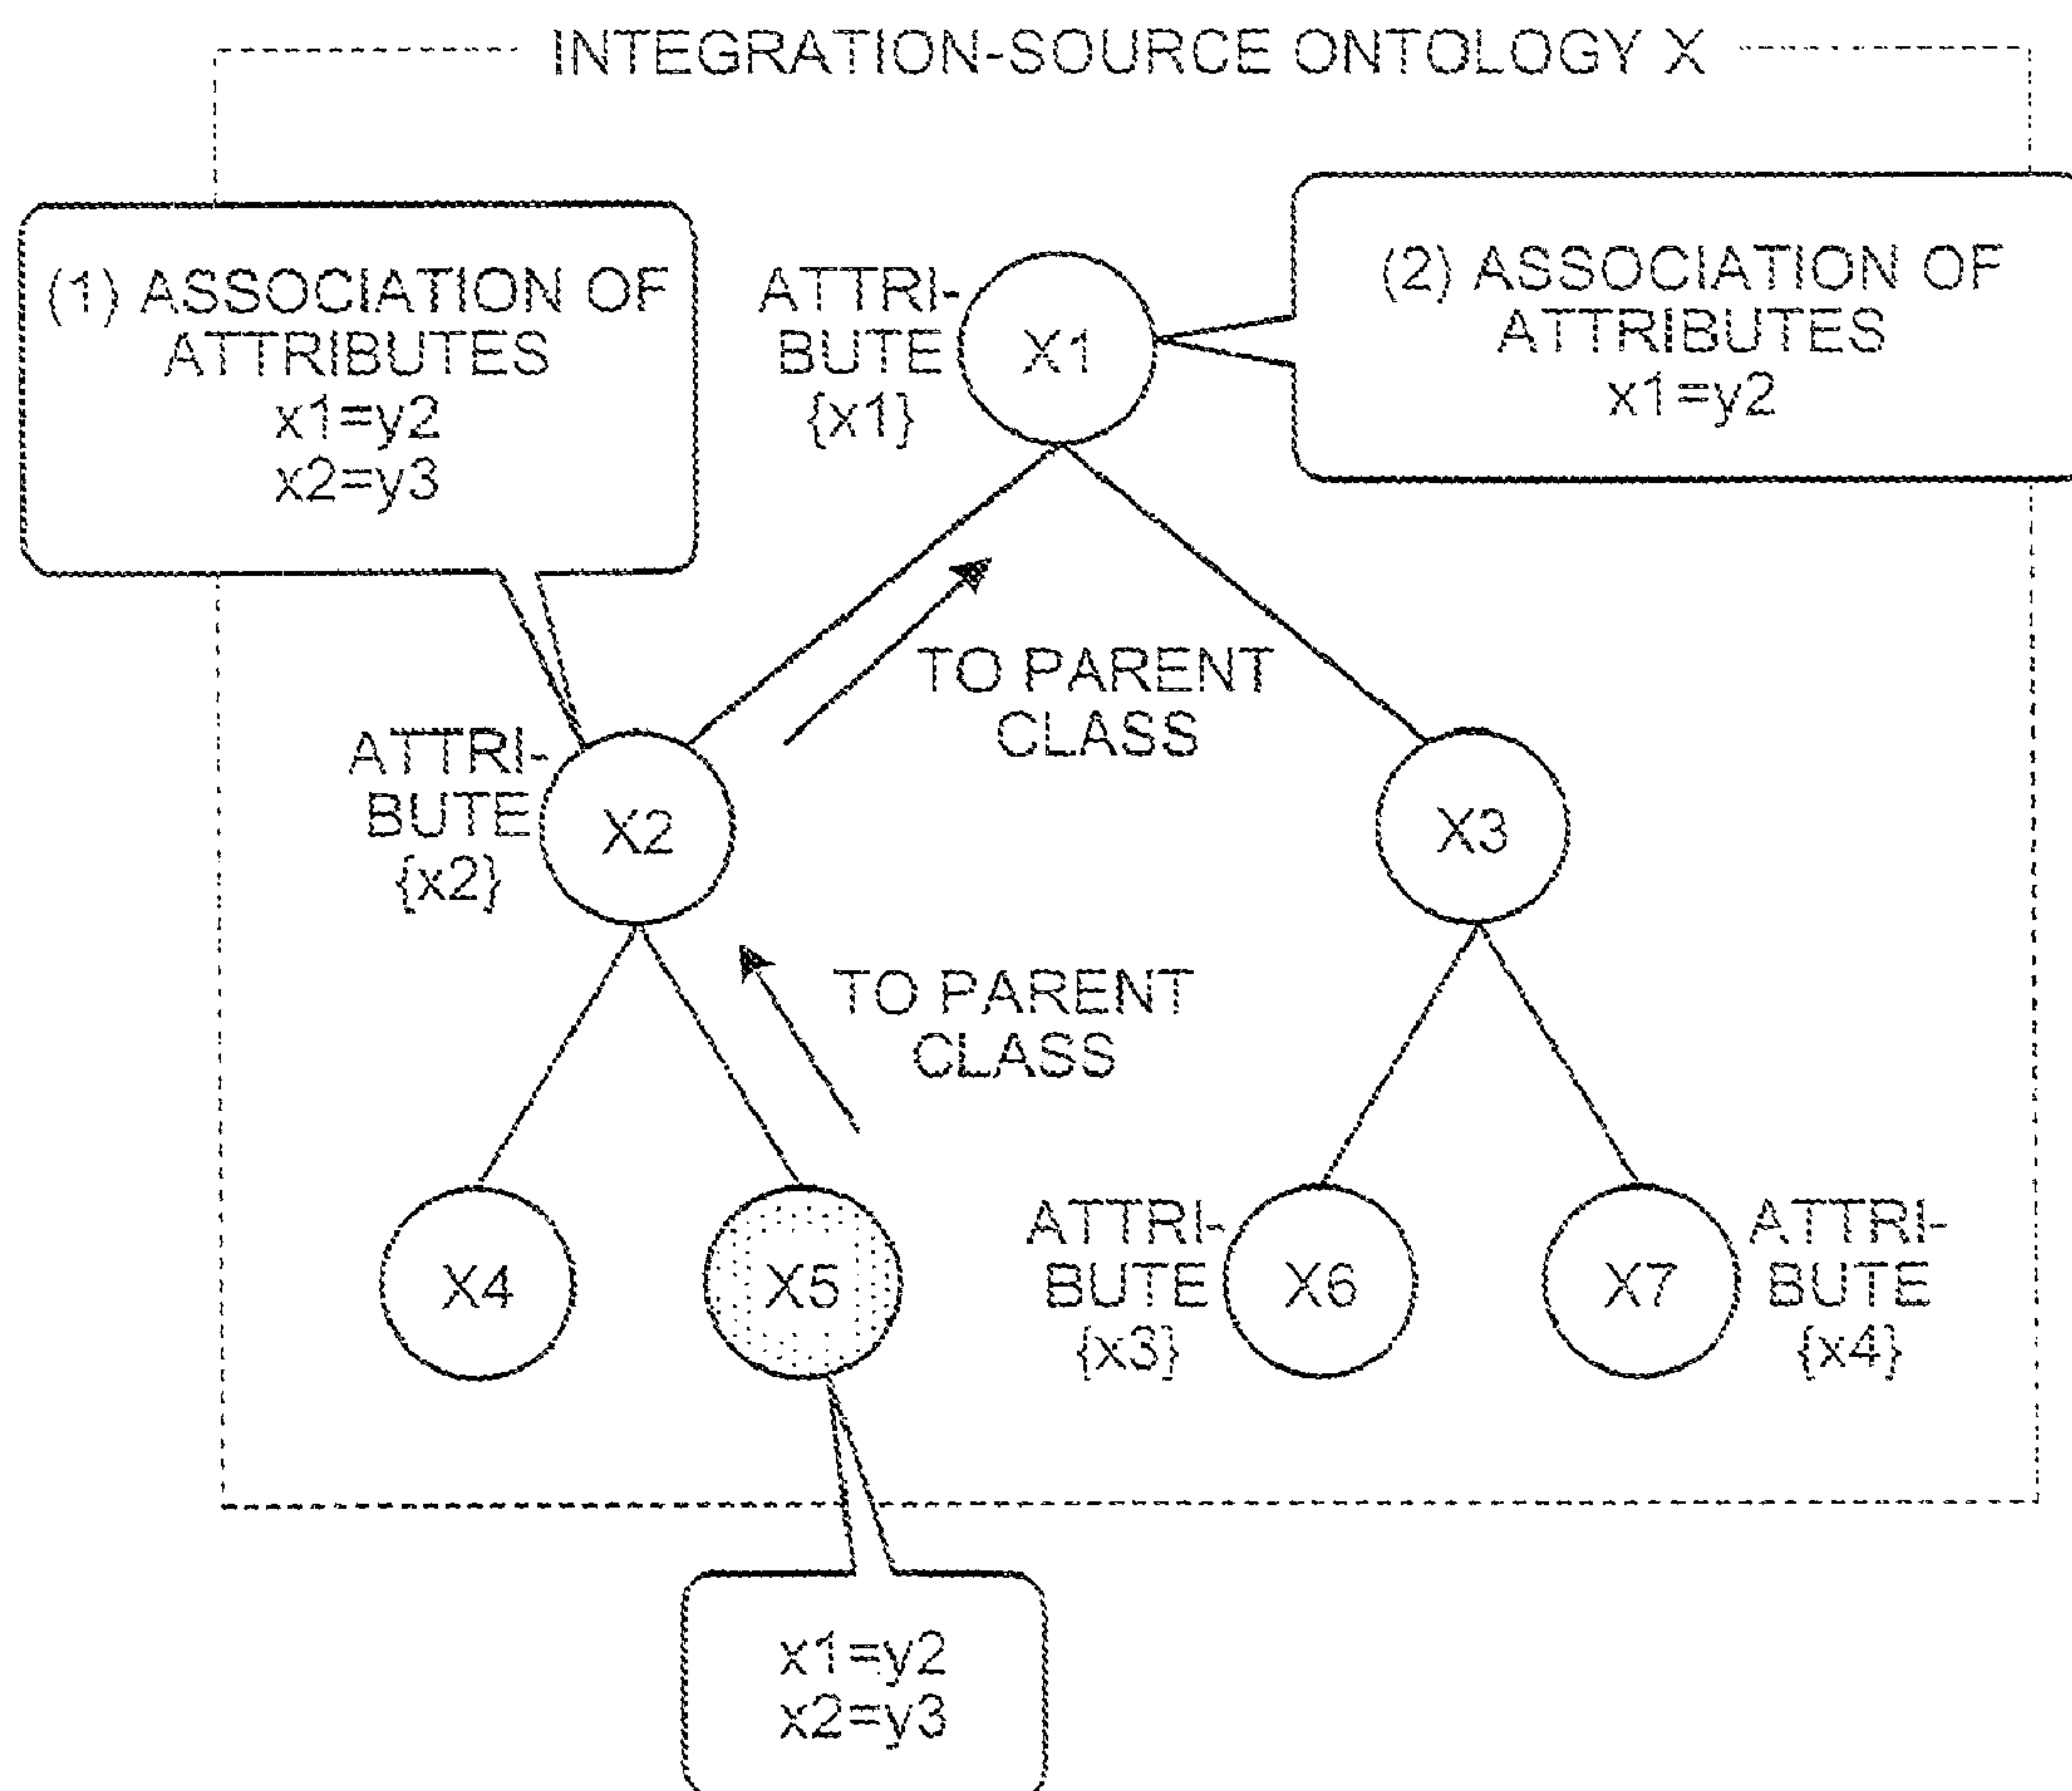 INTEGRATION-SOURCE ONTOLOGY X
(1) ASSOCIATION OF
ATTRIBUTES
x1=y2
x2=y3
ATTRI-
BUTE
{x1}
X1
(2) ASSOCIATION OF
ATTRIBUTES
x1=y2
TO PARENT
CLASS
ATTRI-
BUTE
{x2}
X2
X3
TO PARENT
CLASS
X4
X5
ATTRI-
BUTE
{x3}
X6
X7
ATTRI-
BUTE
{x4}
x1=y2
x2=y3